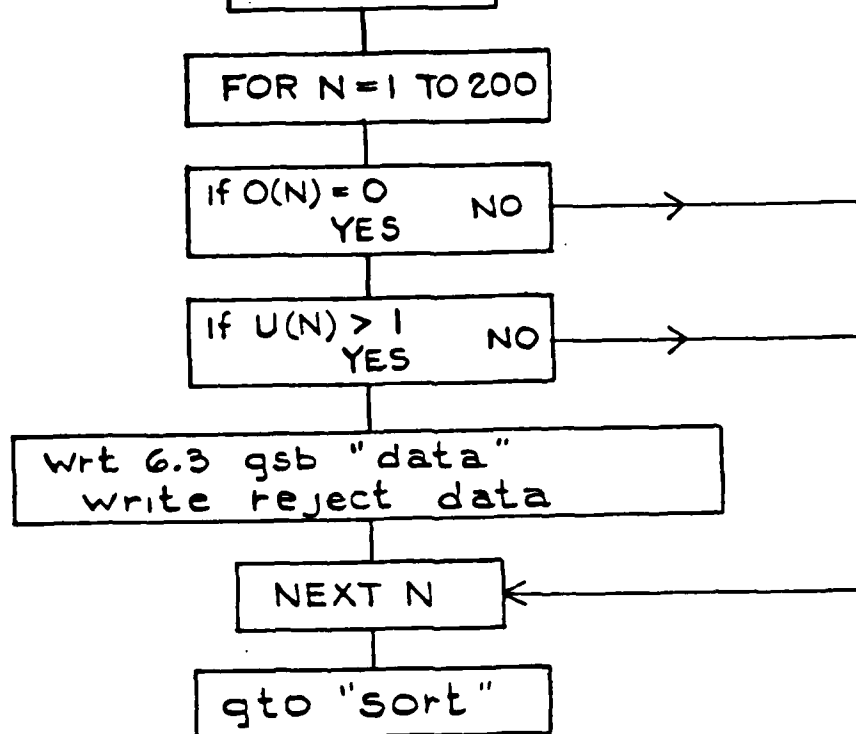 FOR N = 1 TO 200
If O(N) = O NO
YES
If U(N) > 1 NO
YES
Wrt 6.3 gsb "data"
write reject data
NEXT N
gto "sort"